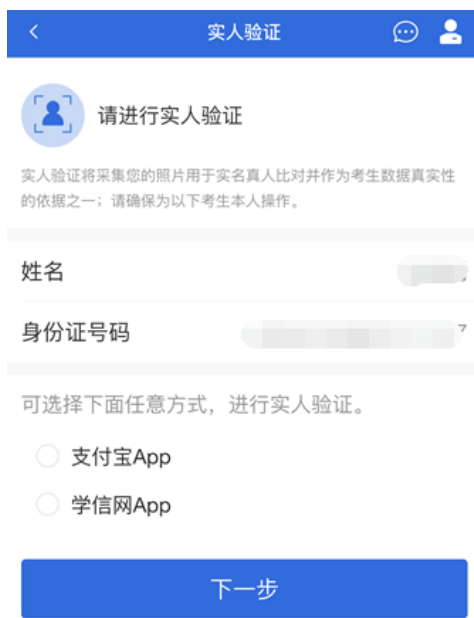 实人验证
请进行实人验证
实人验证将采集您的照片用于实名真人比对并作为考生数据真实性
的依据之一；请确保为以下考生本人操作。
姓名
身份证号码
7
可选择下面任意方式，进行实人验证。
支付宝App
学信网App
下一步